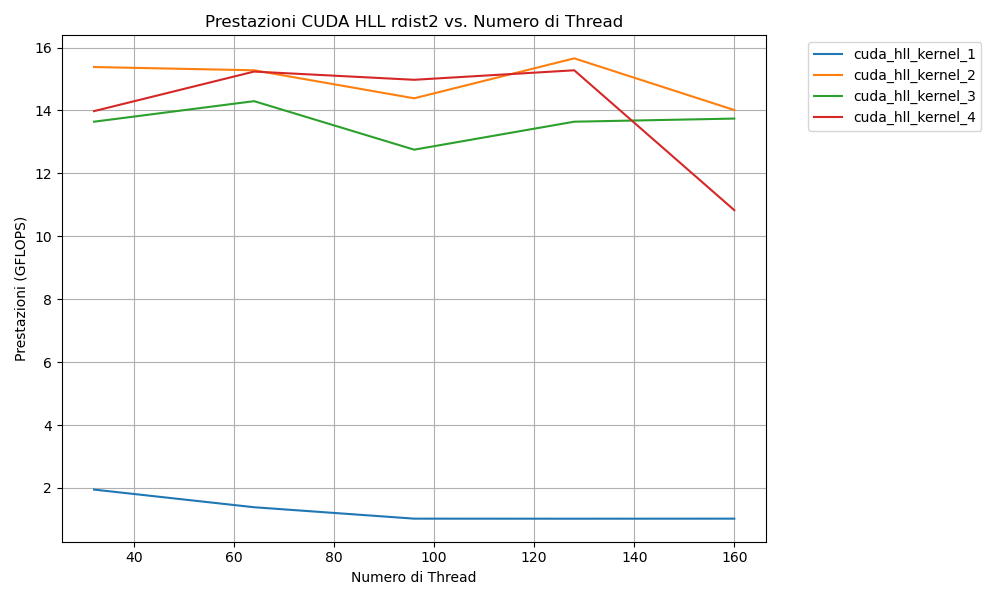 Prestazioni CUDA HLL rdist2 vs. Numero di Thread
cuda_hll_kernel_1
cuda_hll_kernel_2
cuda_hll_kernel_3
cuda_hll_kernel_4
Prestazioni (GFLOPS)
16
14
12
10
8
6
4
2
40 60 80 100 120 140 160
Numero di Thread